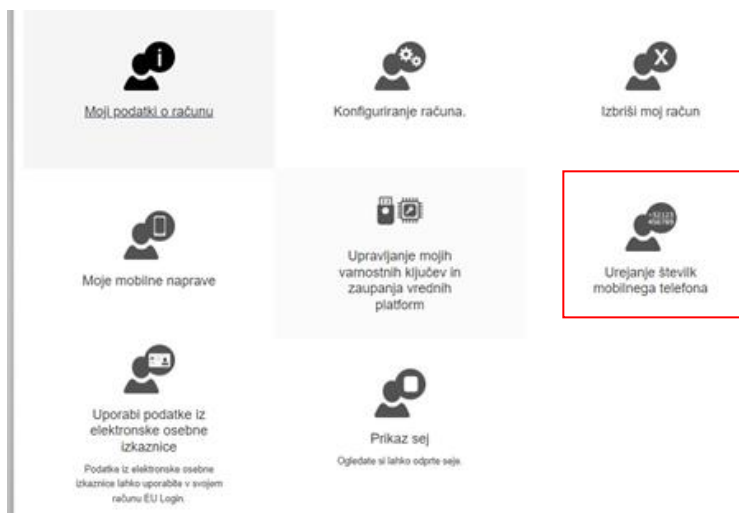 Moji podatki o računu
Konfiguriranje računa.
Izbriši moj račun
Moje mobilne naprave
Upravljanje mojih
varnostnih ključev in
zaupanja vrednih
platform
+32123
456789
Urejanje številk
mobilnega telefona
Uporabi podatke iz
elektronske osebne
izkaznice
Podatke iz elektronske osebne
izkaznice lahko uporabite v svojem
računu EU Login.
Prikaz sej
Ogledate si lahko odprte seje.